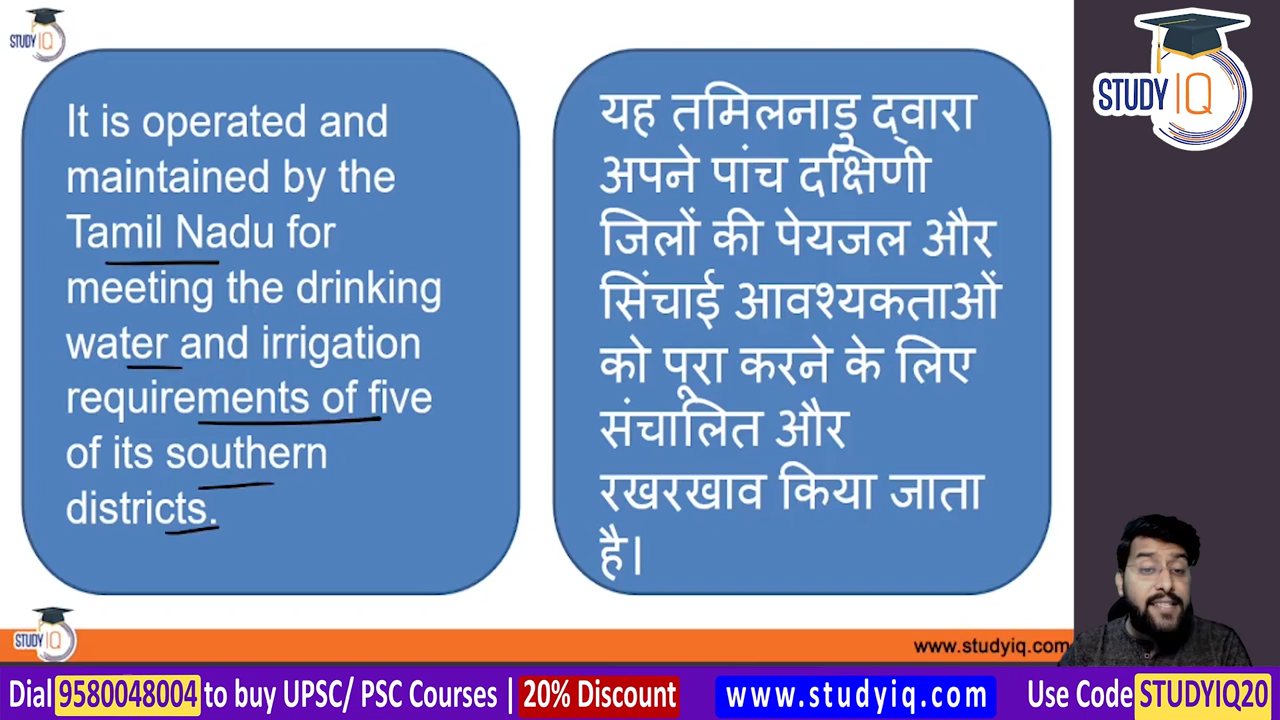 STUDY IQ
It is operated and
maintained by the
Tamil Nadu for
meeting the drinking
water and irrigation
requirements of five
of its southern
districts.
यह तमिलनाडु द्वारा
अपने पांच दक्षिणी
जिलों की पेयजल और
सिंचाई आवश्यकताओं
को पूरा करने के लिए
संचालित और
रखरखाव किया जाता
है।
STUDY IQ
STUDY IQ
www.studyiq.com
Dial 9580048004 to buy UPSC/ PSC Courses | 20% Discount www.studyiq.com Use Code STUDYIQ20